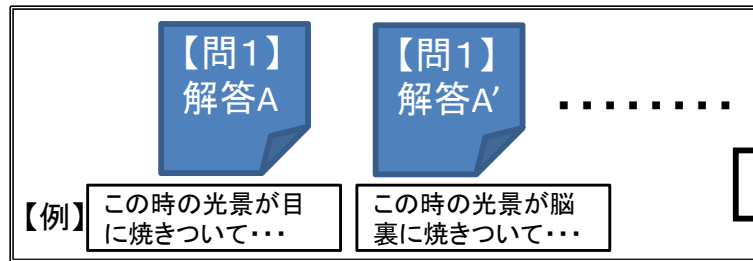 【問1】
解答A
【問1】
解答A’
........
【例】
この時の光景が目
に焼きついて・・・
この時の光景が脳
裏に焼きついて・・・